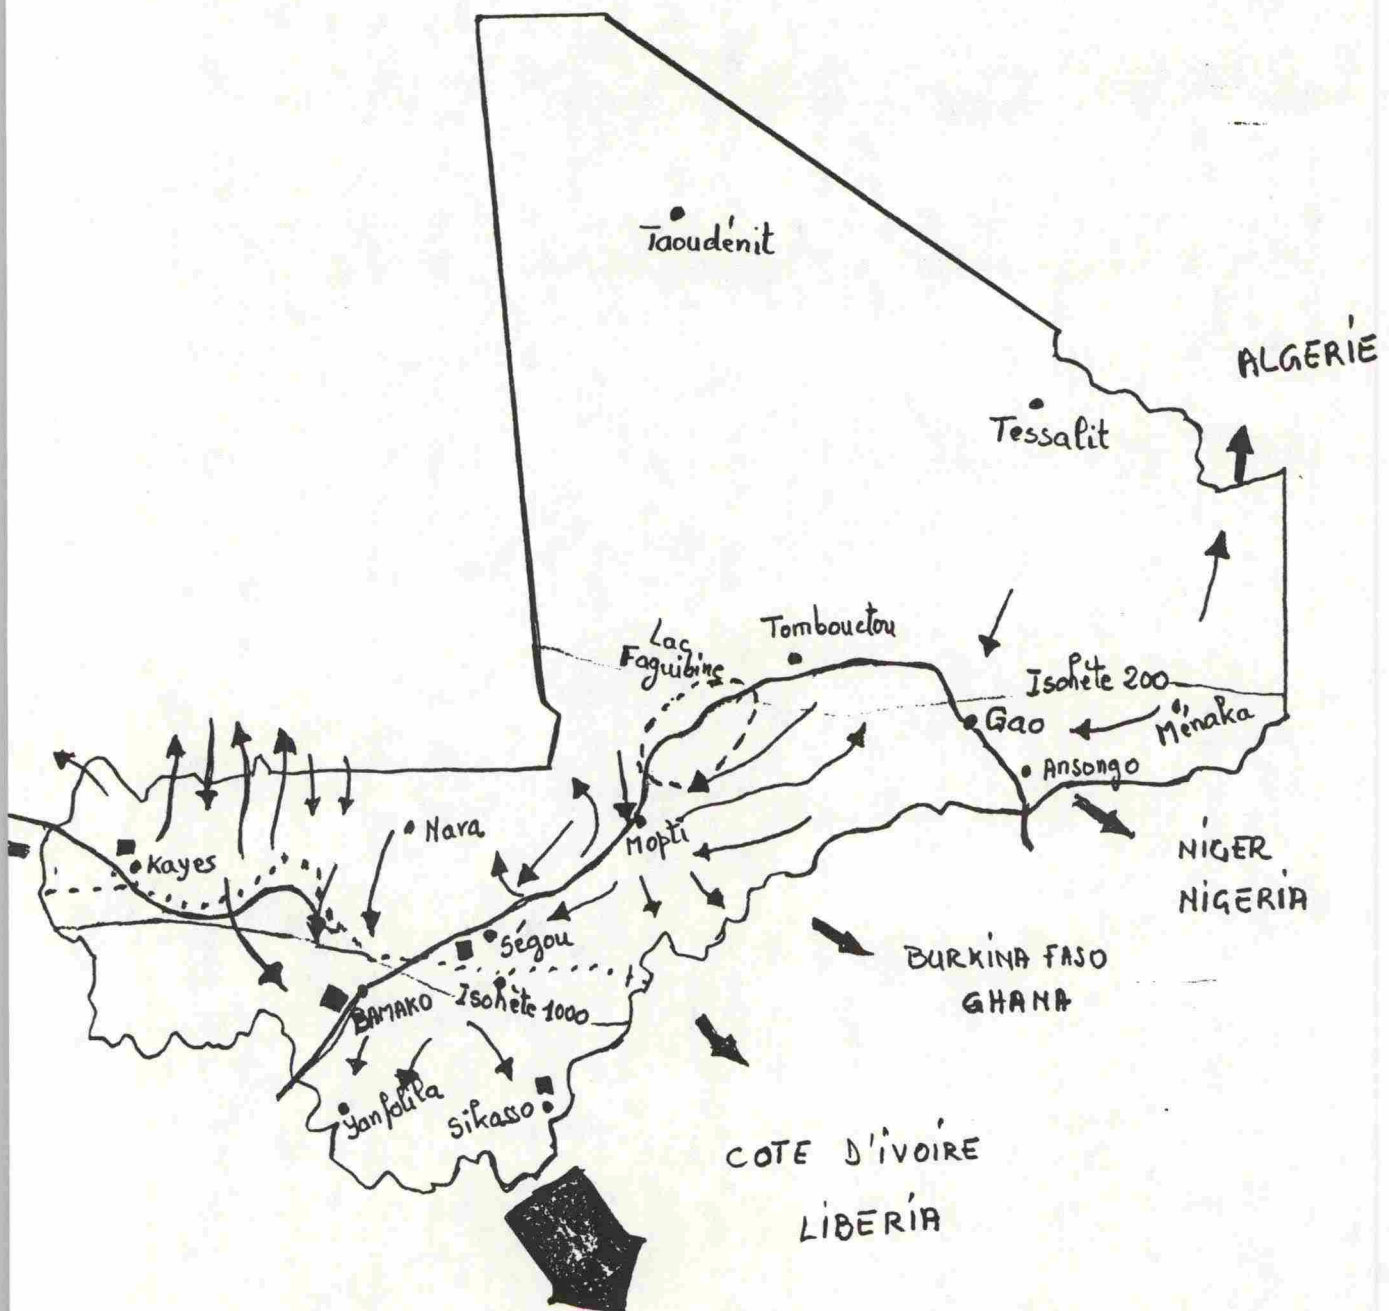 Taoudénit
ALGERIE
Tessalit
Tombouctou
Lac
Faguibine
Isohète 200
Gao
Ménaka
Ansongo
Nara
Mopti
Kayes
NIGER
NIGERIA
Ségou
BURKINA FASO
GHANA
Isohète 1000
BAMAKO
Yanfolila
Sikasso
COTE D'IVOIRE
LIBERIA